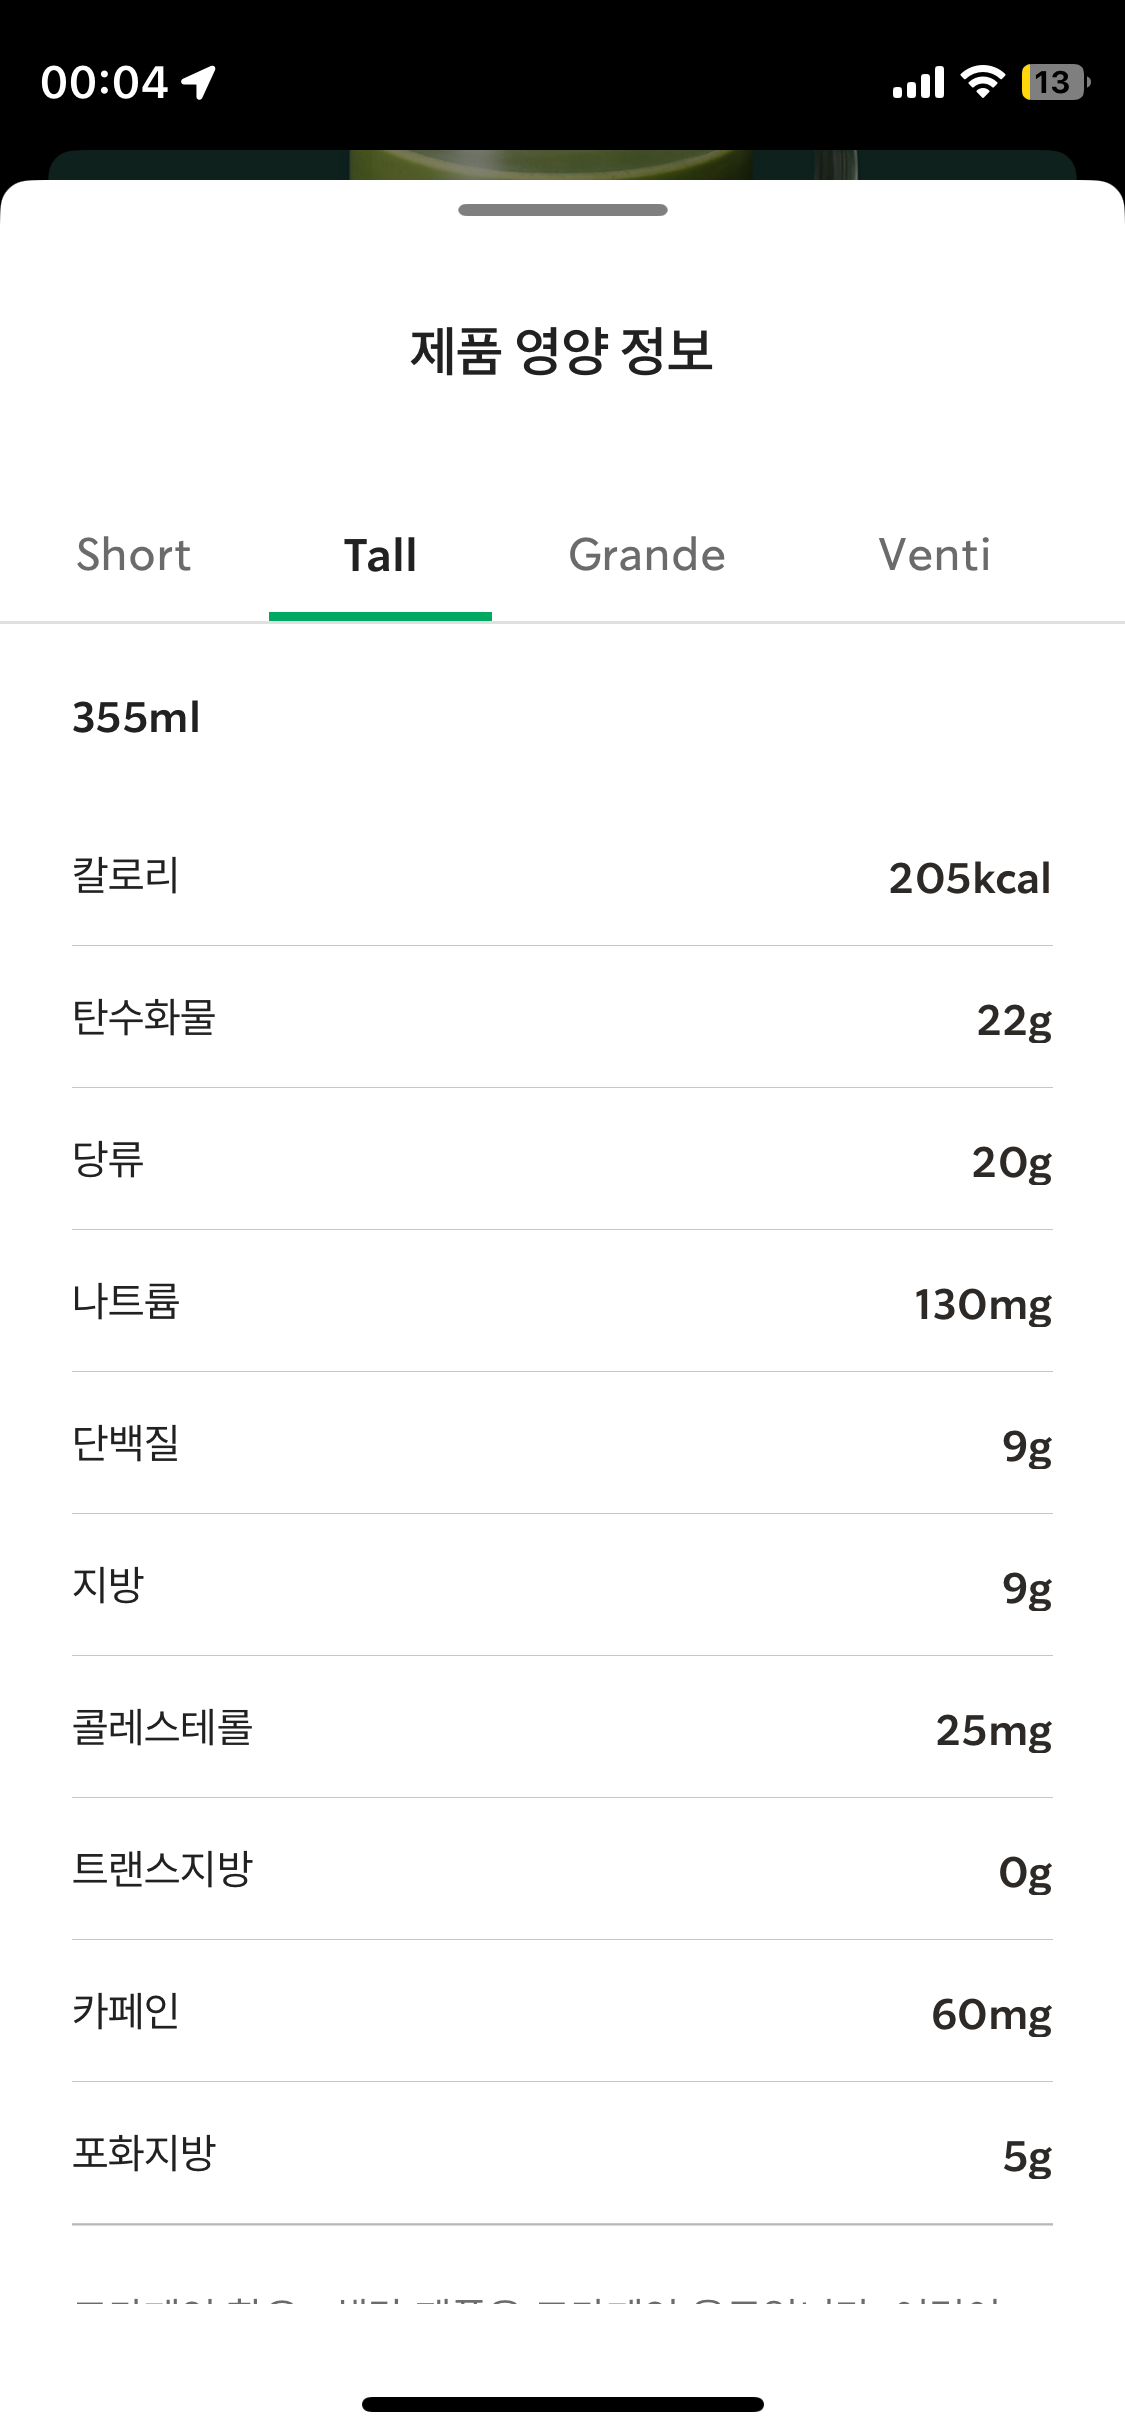 00:04
13
제품 영양 정보
Short Tall Grande Venti
355ml
칼로리 205kcal
탄수화물 22g
당류 20g
나트륨 130mg
단백질 9g
지방 9g
콜레스테롤 25mg
트랜스지방 0g
카페인 60mg
포화지방 5g